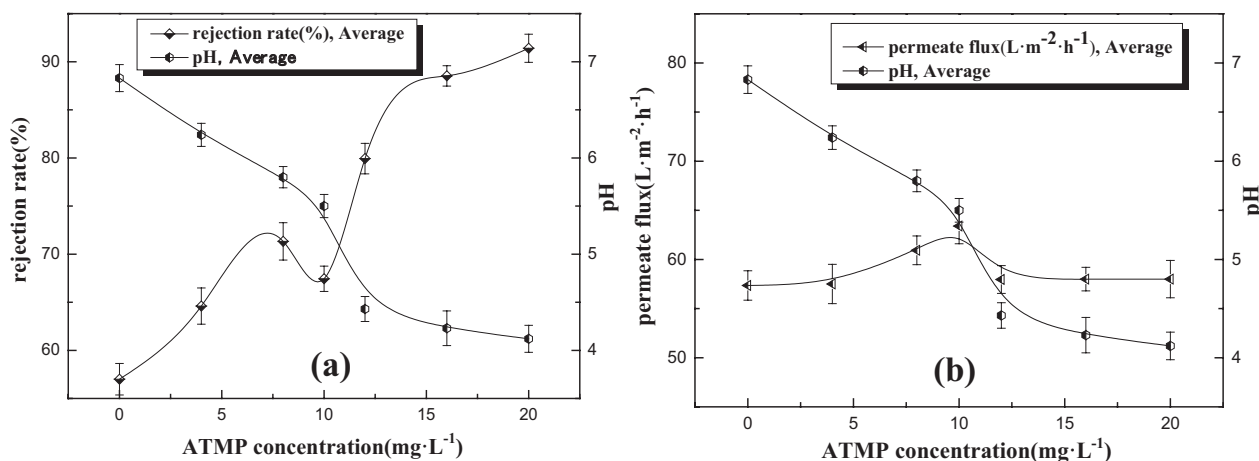 rejection rate(%), Average
pH, Average
90
80
70
60
rejection rate(%)
7
6
5
4
pH
(a)
0 5 10 15 20
ATMP concentration(mg·L⁻¹)
permeate flux(L·m⁻²·h⁻¹), Average
pH, Average
80
70
60
50
permeate flux(L·m⁻²·h⁻¹)
7
6
5
4
pH
(b)
0 5 10 15 20
ATMP concentration(mg·L⁻¹)